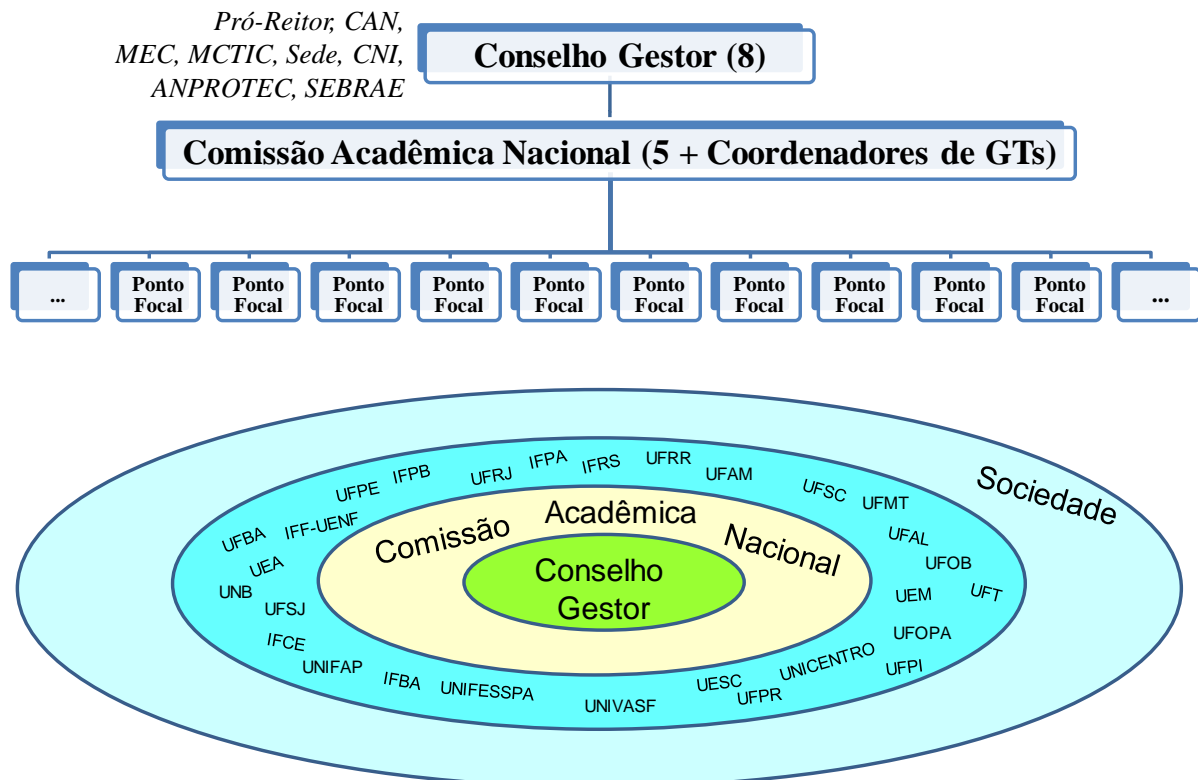 Pró-Reitor, CAN,
MEC, MCTIC, Sede, CNI,
ANPROTEC, SEBRAE
Conselho Gestor (8)
Comissão Acadêmica Nacional (5 + Coordenadores de GTs)
...
Ponto
Focal
Ponto
Focal
Ponto
Focal
Ponto
Focal
Ponto
Focal
Ponto
Focal
Ponto
Focal
Ponto
Focal
Ponto
Focal
Ponto
Focal
...
Sociedade
UFBA
IFF-UENF
UFPE
IFPB
UFRJ
IFPA
IFRS
UFRR
UFAM
UFSC
UFMT
UFAL
UFOB
UFT
UEM
UFOPA
UFPI
UNICENTRO
UFPR
UESC
UNIVASF
UNIFESSPA
IFBA
UNIFAP
IFCE
UFSJ
UNB
UEA
Comissão Acadêmica Nacional
Conselho
Gestor